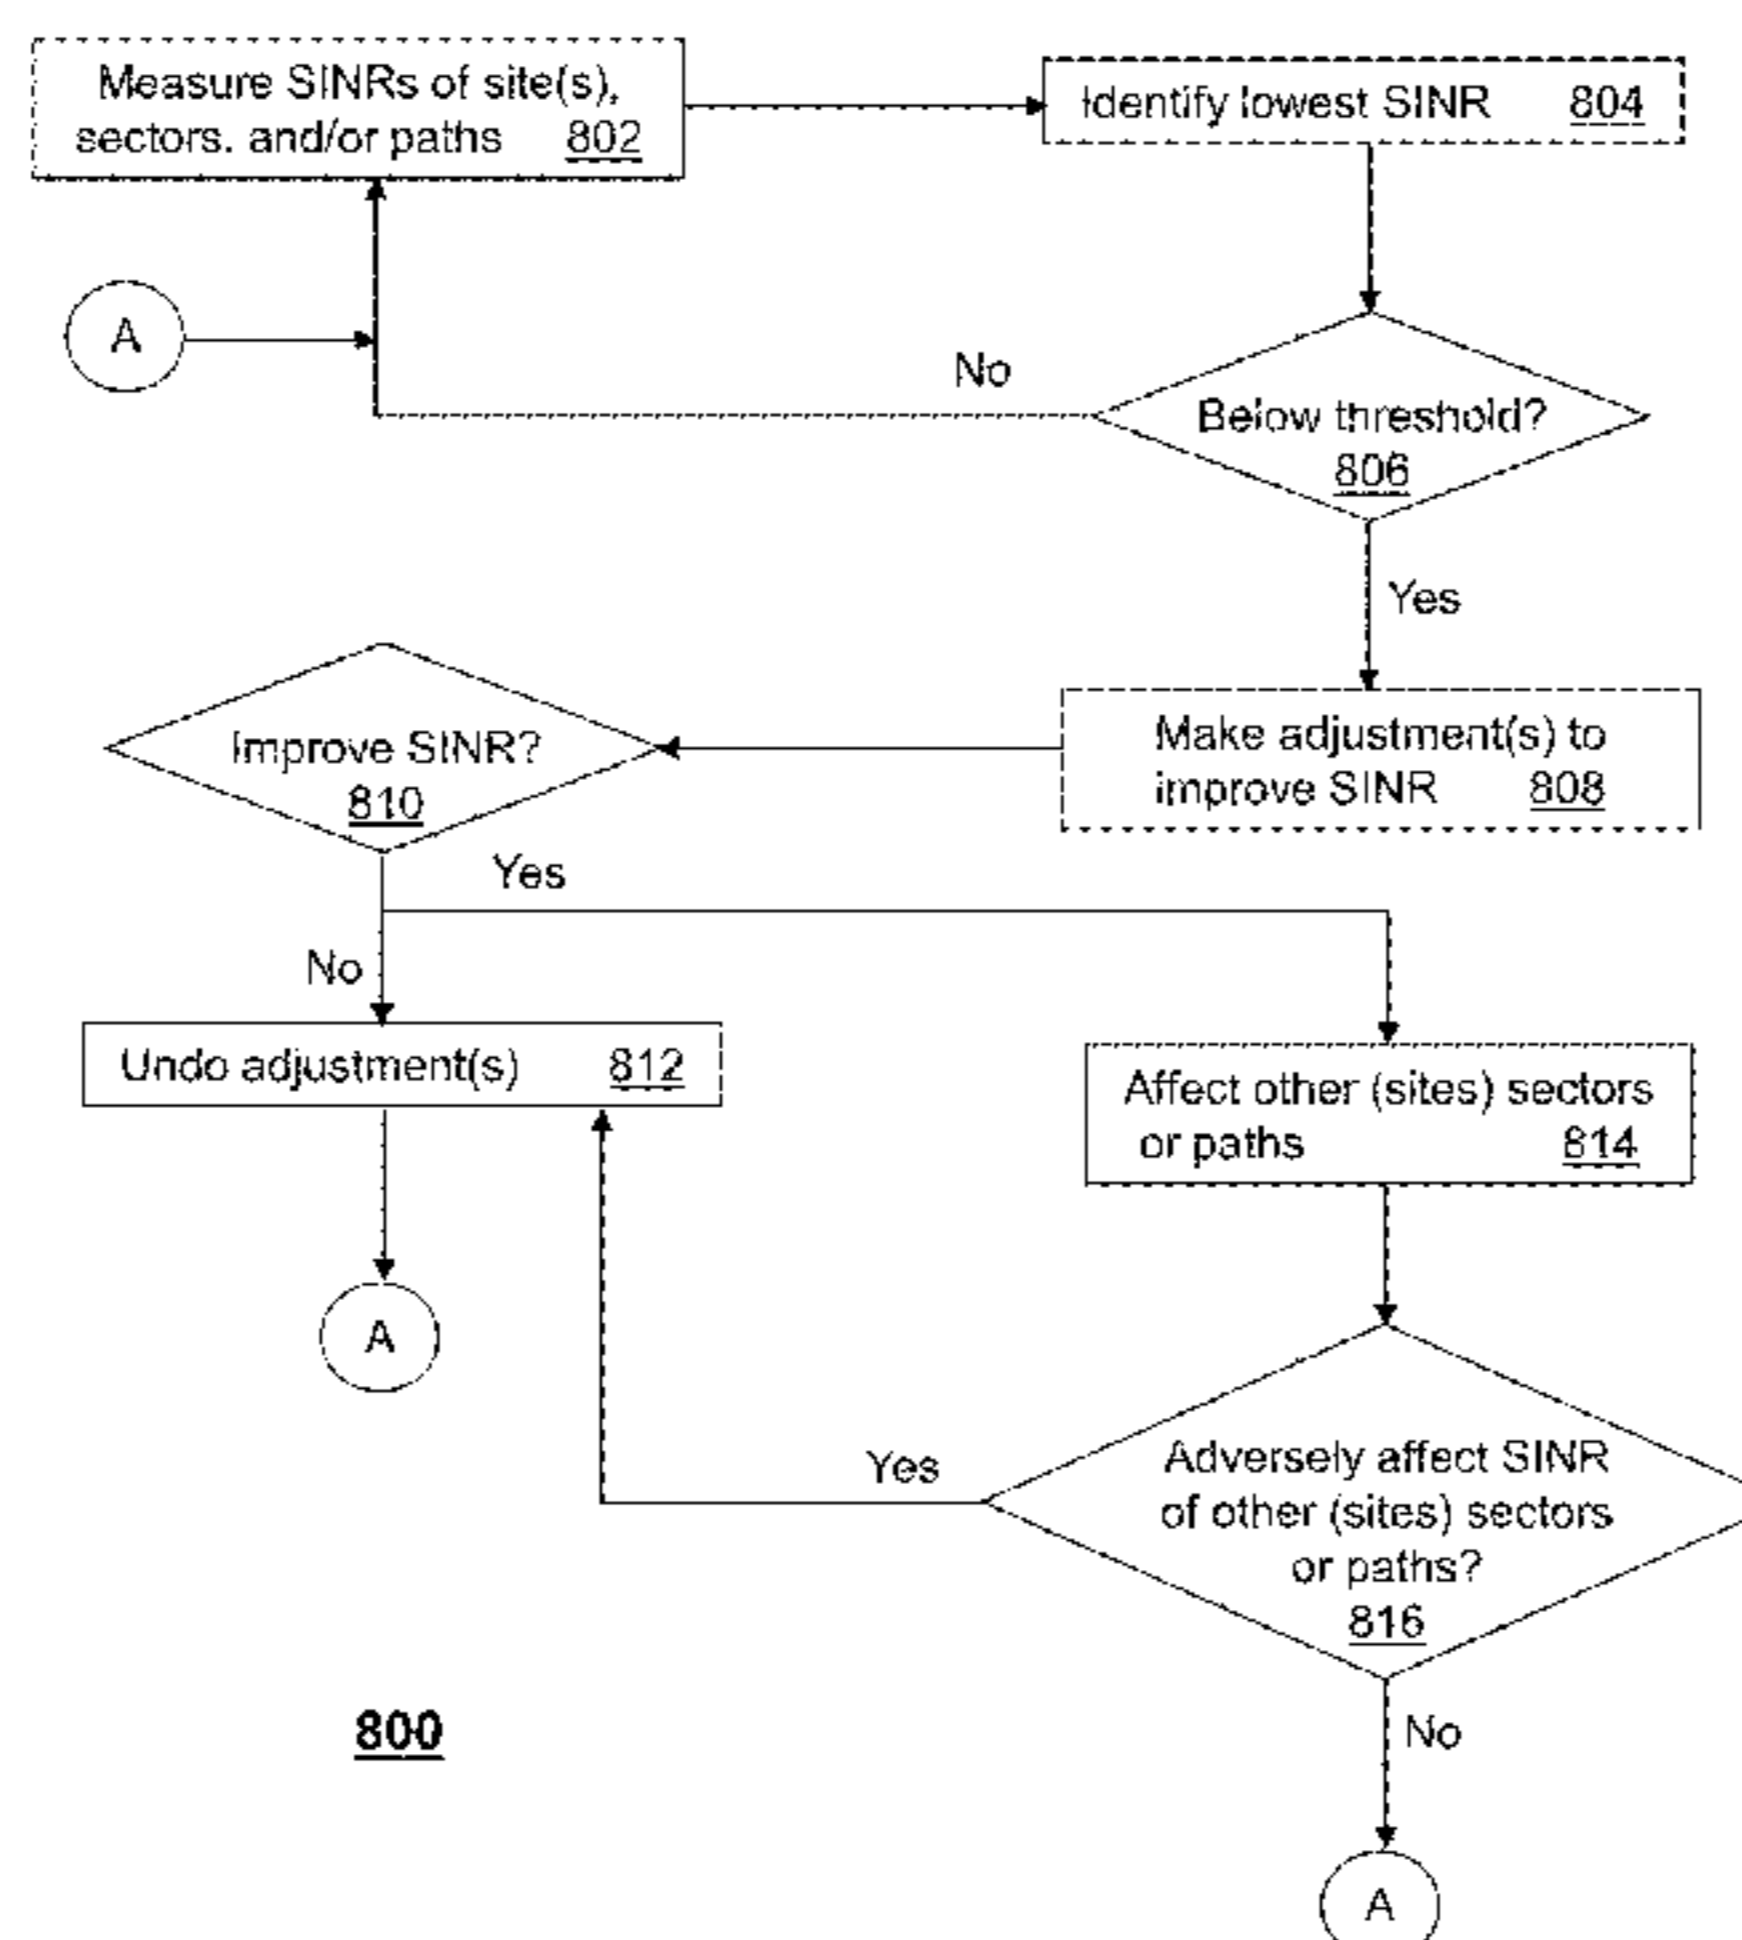 Measure SINRs of site(s),
sectors. and/or paths 802
Identify lowest SINR 804
A
No
Below threshold?
806
Yes
Improve SINR?
810
Make adjustment(s) to
improve SINR 808
Yes
No
Undo adjustment(s) 812
Affect other (sites) sectors
or paths 814
A
Yes
Adversely affect SINR
of other (sites) sectors
or paths?
816
800
No
A